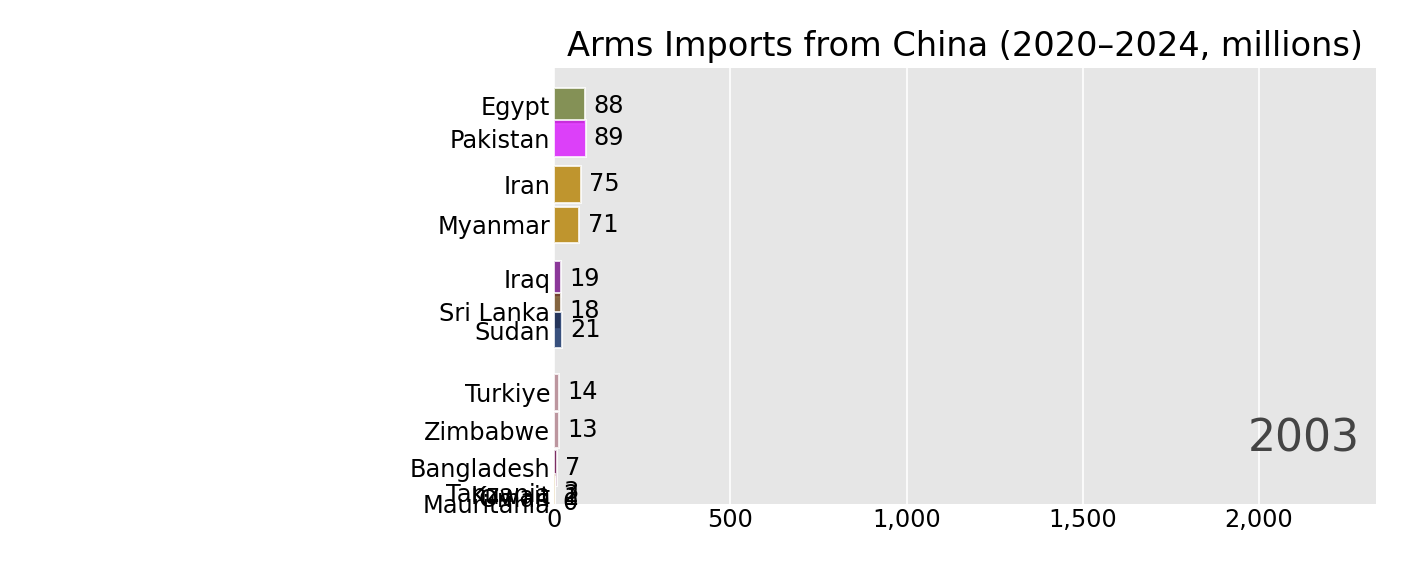 Arms Imports from China (2020–2024, millions)
Egypt 88
Pakistan 89
Iran 75
Myanmar 71
Iraq 19
Sri Lanka 18
Sudan 21
Turkiye 14
Zimbabwe 13
2003
Bangladesh 7
Tanzania
Kuwait
Mauritania
0 500 1,000 1,500 2,000